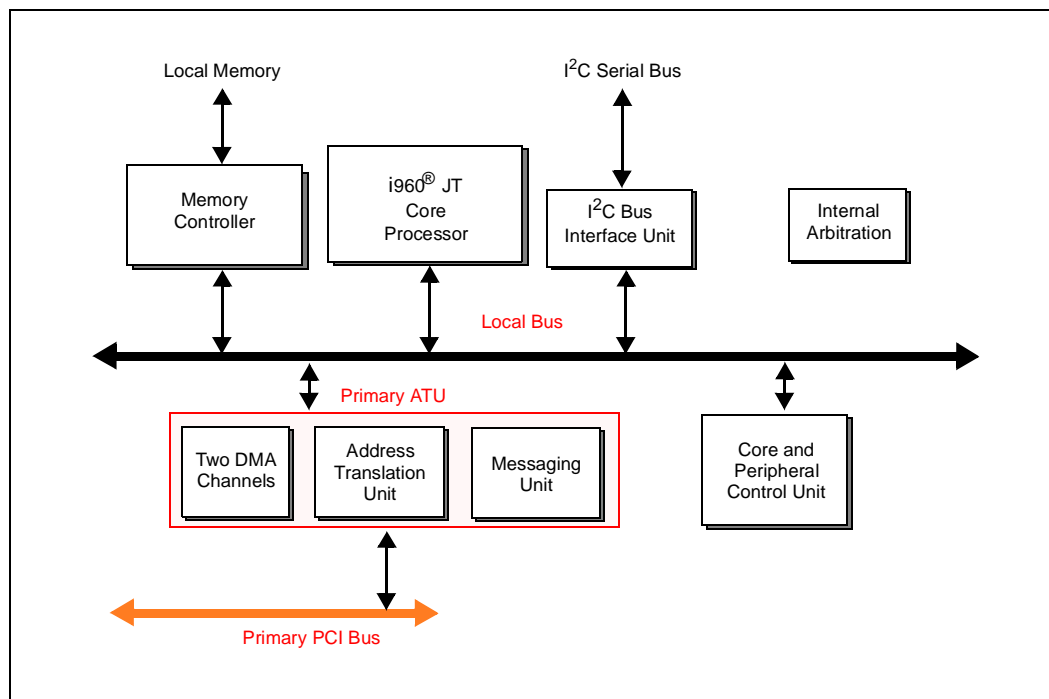 Local Memory
I²C Serial Bus
Memory
Controller
i960® JT
Core
Processor
I²C Bus
Interface Unit
Internal
Arbitration
Local Bus
Primary ATU
Two DMA
Channels
Address
Translation
Unit
Messaging
Unit
Core and
Peripheral
Control Unit
Primary PCI Bus